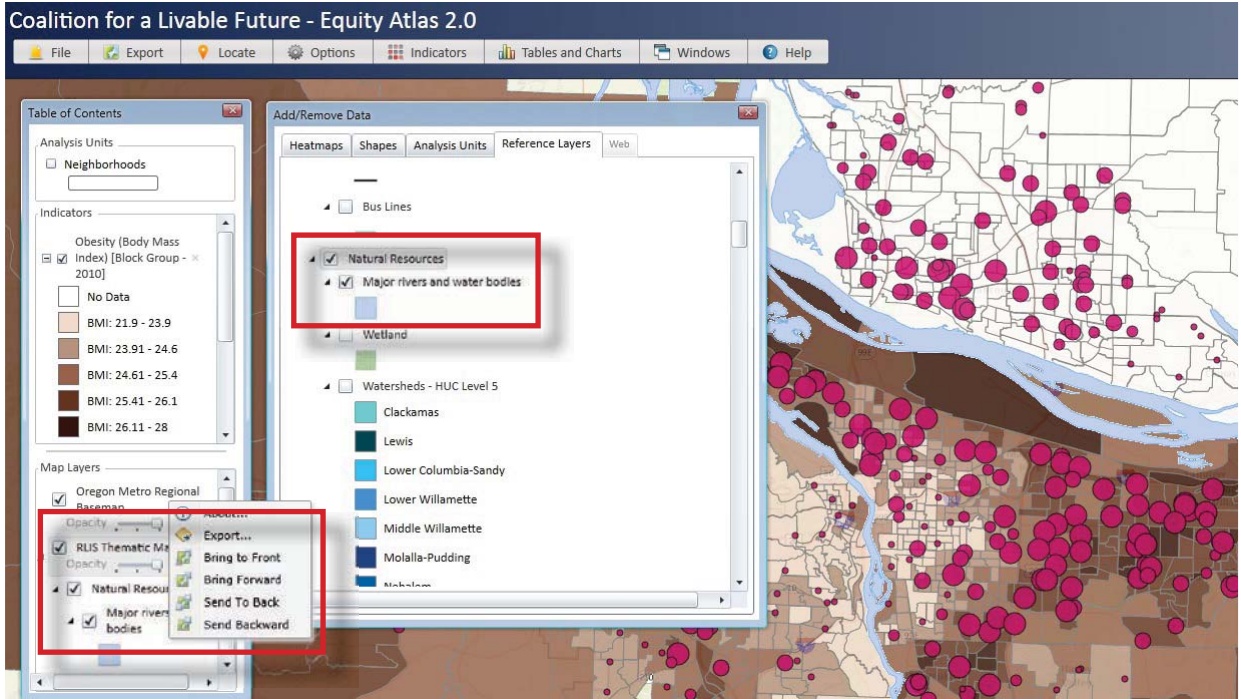 Coalition for a Livable Future - Equity Atlas 2.0
File Export Locate Options Indicators Tables and Charts Windows Help
Table of Contents
Analysis Units
Neighborhoods
Indicators
Obesity (Body Mass
Index) [Block Group -
2010]
No Data
BMI: 21.9 - 23.9
BMI: 23.91 - 24.6
BMI: 24.61 - 25.4
BMI: 25.41 - 26.1
BMI: 26.11 - 28
Map Layers
Oregon Metro Regional
Basemap
Opacity
RLIS Thematic Ma
Opacity
Natural Resour
Major rivers
bodies
About...
Export...
Bring to Front
Bring Forward
Send To Back
Send Backward
Add/Remove Data
Heatmaps Shapes Analysis Units Reference Layers Web
Bus Lines
Natural Resources
Major rivers and water bodies
Wetland
Watersheds - HUC Level 5
Clackamas
Lewis
Lower Columbia-Sandy
Lower Willamette
Middle Willamette
Molalla-Pudding
Nehalem